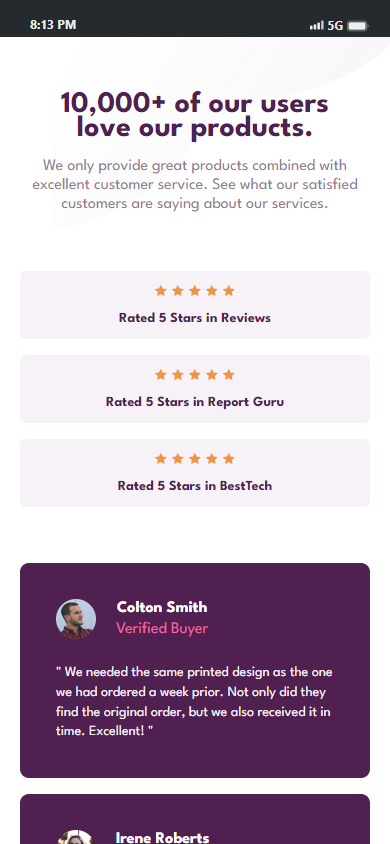 8:13 PM
5G
10,000+ of our users
love our products.
We only provide great products combined with
excellent customer service. See what our satisfied
customers are saying about our services.
Rated 5 Stars in Reviews
Rated 5 Stars in Report Guru
Rated 5 Stars in BestTech
Colton Smith
Verified Buyer
" We needed the same printed design as the one
we had ordered a week prior. Not only did they
find the original order, but we also received it in
time. Excellent! "
Irene Roberts